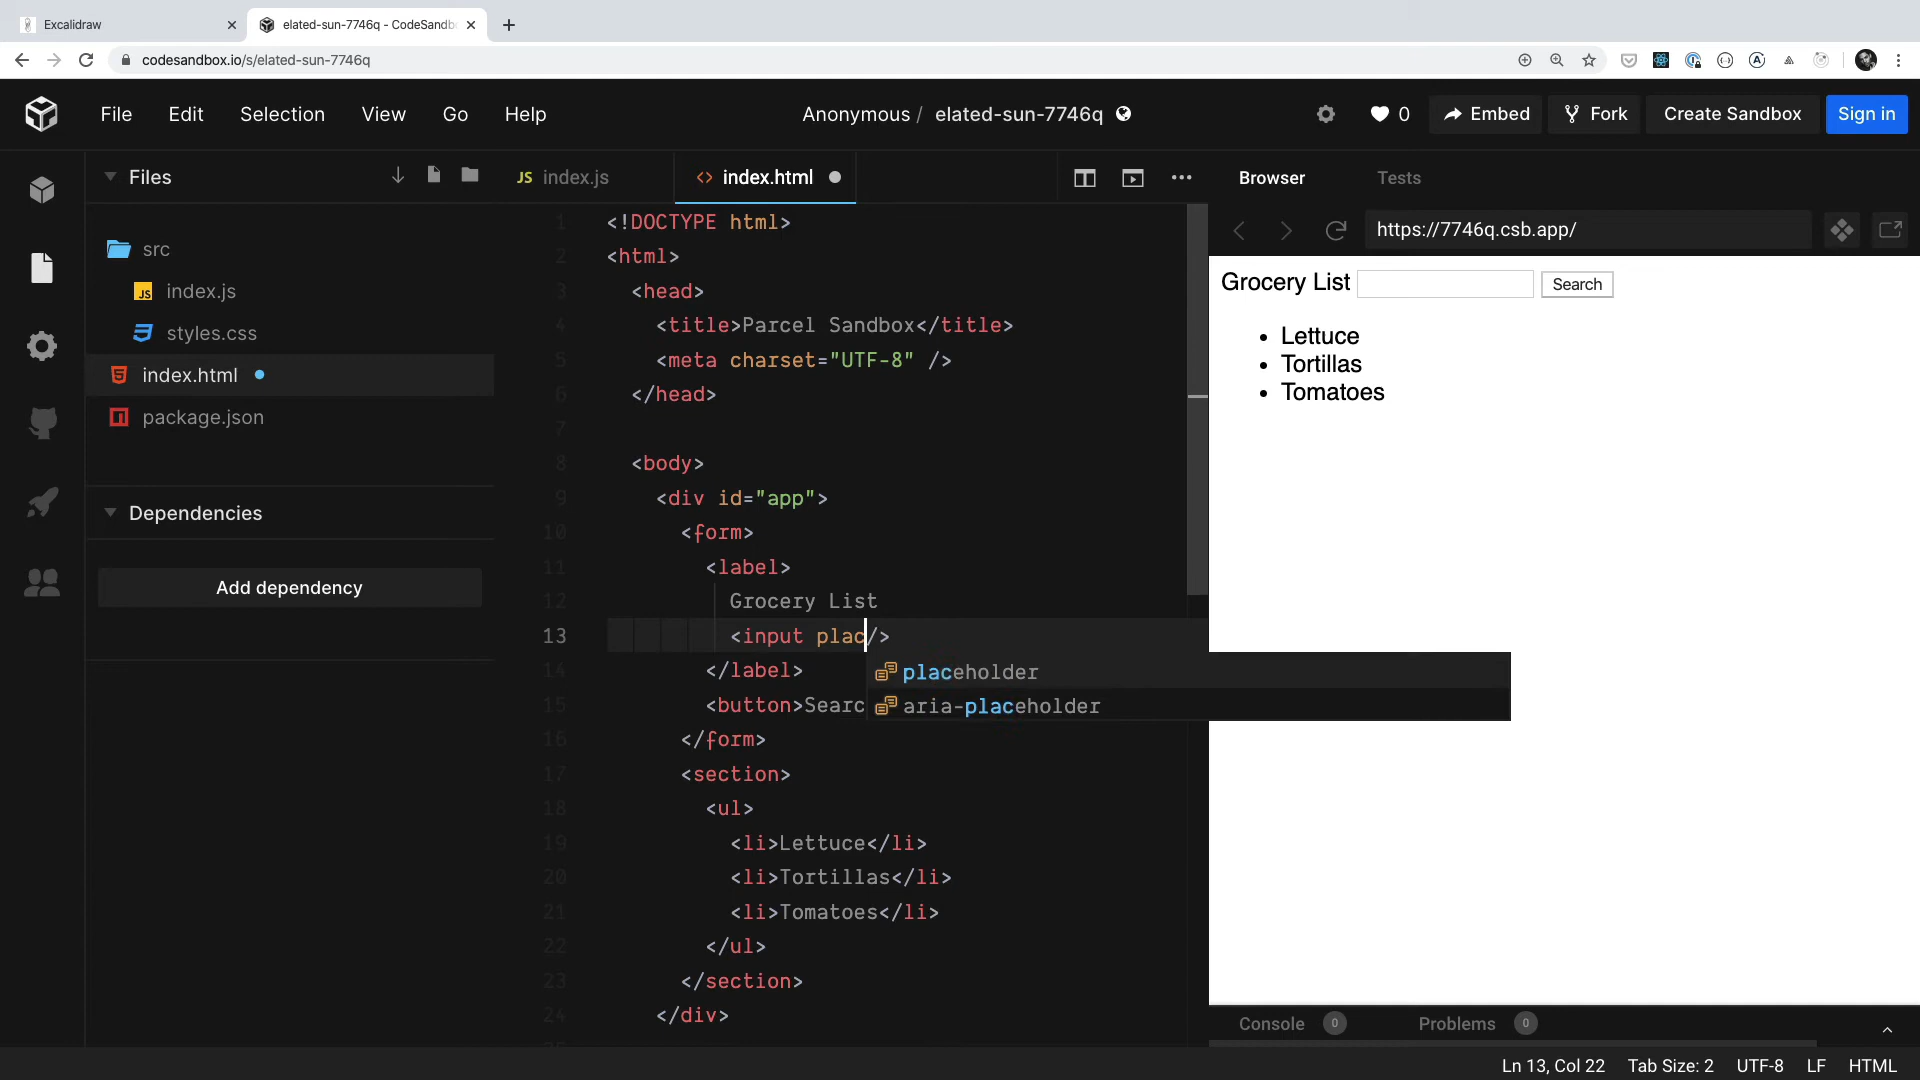 Excalidraw
elated-sun-7746q - CodeSandb
codesandbox.io/s/elated-sun-7746q
File Edit Selection View Go Help
Anonymous / elated-sun-7746q
0 Embed Fork Create Sandbox Sign in
Files
src
index.js
styles.css
index.html
package.json
Dependencies
Add dependency
JS index.js
<> index.html
1 <!DOCTYPE html>
2 <html>
3 <head>
4 <title>Parcel Sandbox</title>
5 <meta charset="UTF-8" />
6 </head>
7
8 <body>
9 <div id="app">
10 <form>
11 <label>
12 Grocery List
13 <input plac/>
14 </label>
15 <button>Searc
placeholder
aria-placeholder
16 </form>
17 <section>
18 <ul>
19 <li>Lettuce</li>
20 <li>Tortillas</li>
21 <li>Tomatoes</li>
22 </ul>
23 </section>
24 </div>
Browser Tests
https://7746q.csb.app/
Grocery List Search
• Lettuce
• Tortillas
• Tomatoes
Console 0 Problems 0
Ln 13, Col 22 Tab Size: 2 UTF-8 LF HTML